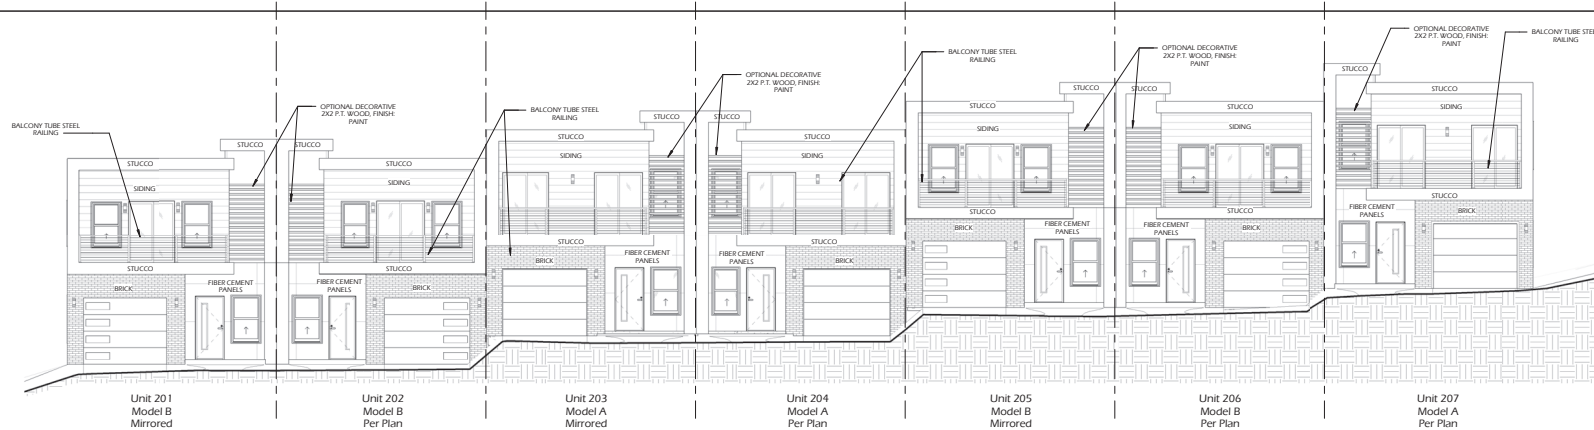 BALCONY TUBE STEEL
RAILING
OPTIONAL DECORATIVE
2X2 P.T. WOOD, FINISH:
PAINT
STUCCO
STUCCO
SIDING
STUCCO
BRICK
FIBER CEMENT
PANELS
Unit 201
Model B
Mirrored
STUCCO
STUCCO
SIDING
STUCCO
FIBER CEMENT
PANELS
BRICK
Unit 202
Model B
Per Plan
BALCONY TUBE STEEL
RAILING
STUCCO
STUCCO
SIDING
STUCCO
BRICK
FIBER CEMENT
PANELS
Unit 203
Model A
Mirrored
OPTIONAL DECORATIVE
2X2 P.T. WOOD, FINISH:
PAINT
STUCCO
STUCCO
SIDING
STUCCO
FIBER CEMENT
PANELS
BRICK
Unit 204
Model A
Per Plan
BALCONY TUBE STEEL
RAILING
STUCCO
STUCCO
SIDING
STUCCO
BRICK
FIBER CEMENT
PANELS
Unit 205
Model B
Mirrored
OPTIONAL DECORATIVE
2X2 P.T. WOOD, FINISH:
PAINT
STUCCO
STUCCO
SIDING
STUCCO
FIBER CEMENT
PANELS
BRICK
Unit 206
Model B
Per Plan
OPTIONAL DECORATIVE
2X2 P.T. WOOD, FINISH:
PAINT
BALCONY TUBE STEE
RAILING
STUCCO
STUCCO
SIDING
STUCCO
FIBER CEMENT
PANELS
BRICK
Unit 207
Model A
Per Plan